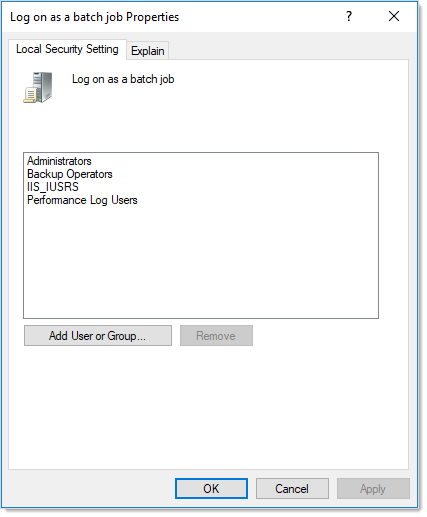 Log on as a batch job Properties
?
Local Security Setting
Explain
Log on as a batch job
Administrators
Backup Operators
IIS_IUSRS
Performance Log Users
Add User or Group...
Remove
OK
Cancel
Apply